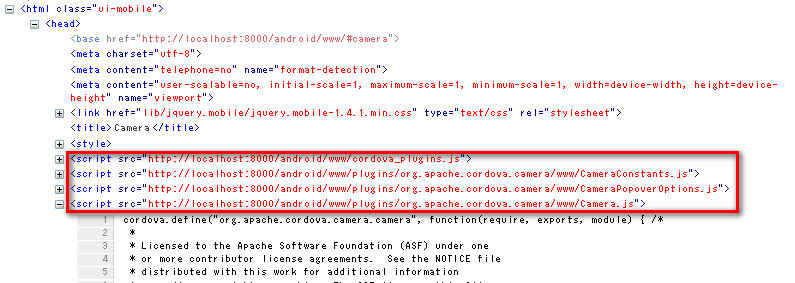 <html class="ui-mobile">
<head>
<base href="http://localhost:8000/android/www/#camera">
<meta charset="utf-8">
<meta content="telephone=no" name="format-detection">
<meta content="user-scalable=no, initial-scale=1, maximum-scale=1, minimum-scale=1, width=device-width, height=device-
height" name="viewport">
<link href="lib/jquery.mobile/jquery.mobile-1.4.1.min.css" type="text/css" rel="stylesheet">
<title>Camera</title>
<style>
<script src="http://localhost:8000/android/www/cordova_plugins.js">
<script src="http://localhost:8000/android/www/plugins/org.apache.cordova.camera/www/CameraConstants.js">
<script src="http://localhost:8000/android/www/plugins/org.apache.cordova.camera/www/CameraPopoverOptions.js">
<script src="http://localhost:8000/android/www/plugins/org.apache.cordova.camera/www/Camera.js">
1 cordova.define("org.apache.cordova.camera.camera", function(require, exports, module) { /*
2 *
3 * Licensed to the Apache Software Foundation (ASF) under one
4 * or more contributor license agreements. See the NOTICE file
5 * distributed with this work for additional information